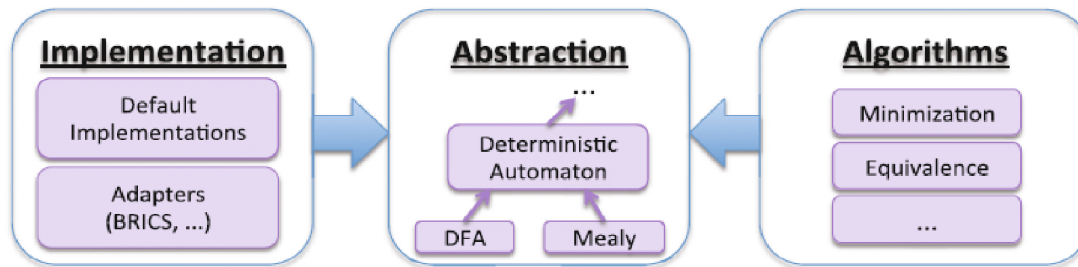 Implementation
Default
Implementations
Adapters
(BRICS, ...)
Abstraction
...
Deterministic
Automaton
DFA
Mealy
Algorithms
Minimization
Equivalence
...